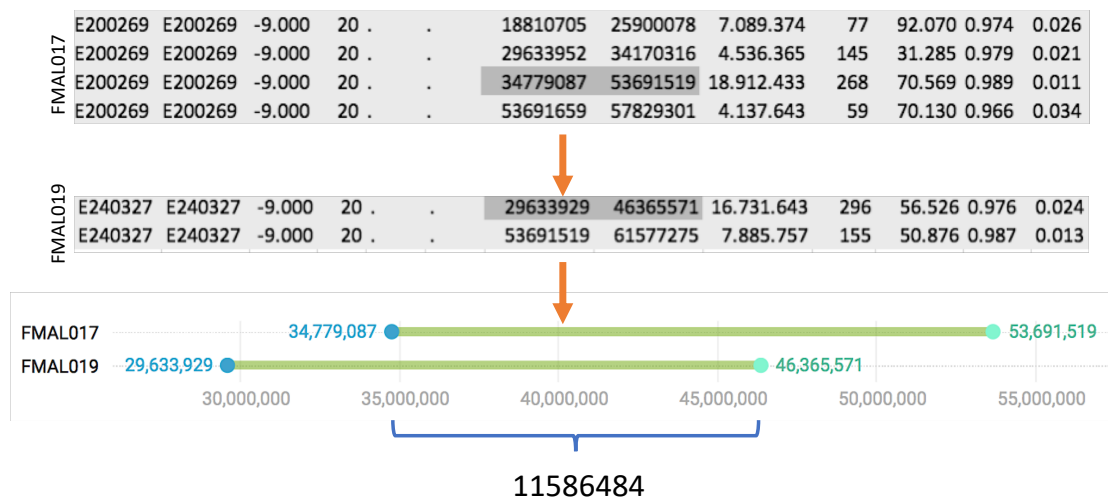 FMAL017
E200269 E200269 -9.000 20 . . 18810705 25900078 7.089.374 77 92.070 0.974 0.026
E200269 E200269 -9.000 20 . . 29633952 34170316 4.536.365 145 31.285 0.979 0.021
E200269 E200269 -9.000 20 . . 34779087 53691519 18.912.433 268 70.569 0.989 0.011
E200269 E200269 -9.000 20 . . 53691659 57829301 4.137.643 59 70.130 0.966 0.034
FMAL019
E240327 E240327 -9.000 20 . . 29633929 46365571 16.731.643 296 56.526 0.976 0.024
E240327 E240327 -9.000 20 . . 53691519 61577275 7.885.757 155 50.876 0.987 0.013
FMAL017 34,779,087 53,691,519
FMAL019 29,633,929 46,365,571
30,000,000 35,000,000 40,000,000 45,000,000 50,000,000 55,000,000
11586484